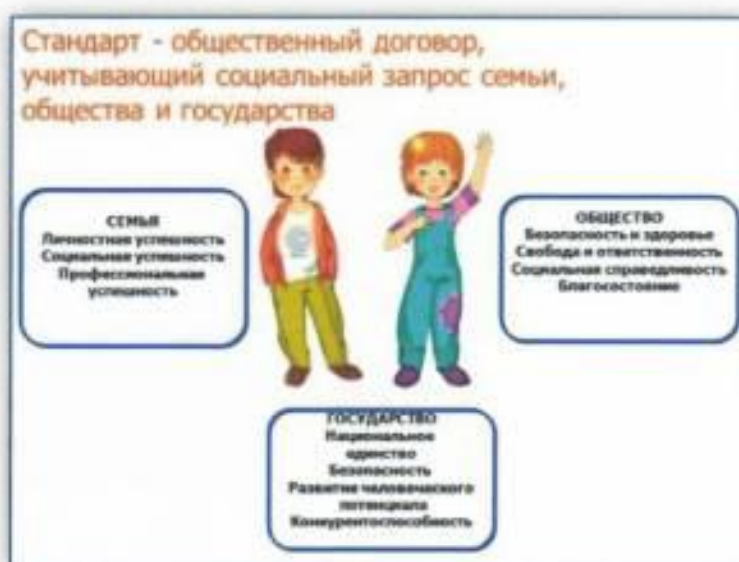 Стандарт - общественный договор,
учитывающий социальный запрос семьи,
общества и государства
СЕМЬЯ
Личностная успешность
Социальная успешность
Профессиональная
успешность
ОБЩЕСТВО
Безопасность и здоровье
Свобода и ответственность
Социальная справедливость
Благосостояние
ГОСУДАРСТВО
Национальное
единство
Безопасность
Развитие человеческого
потенциала
Конкурентоспособность